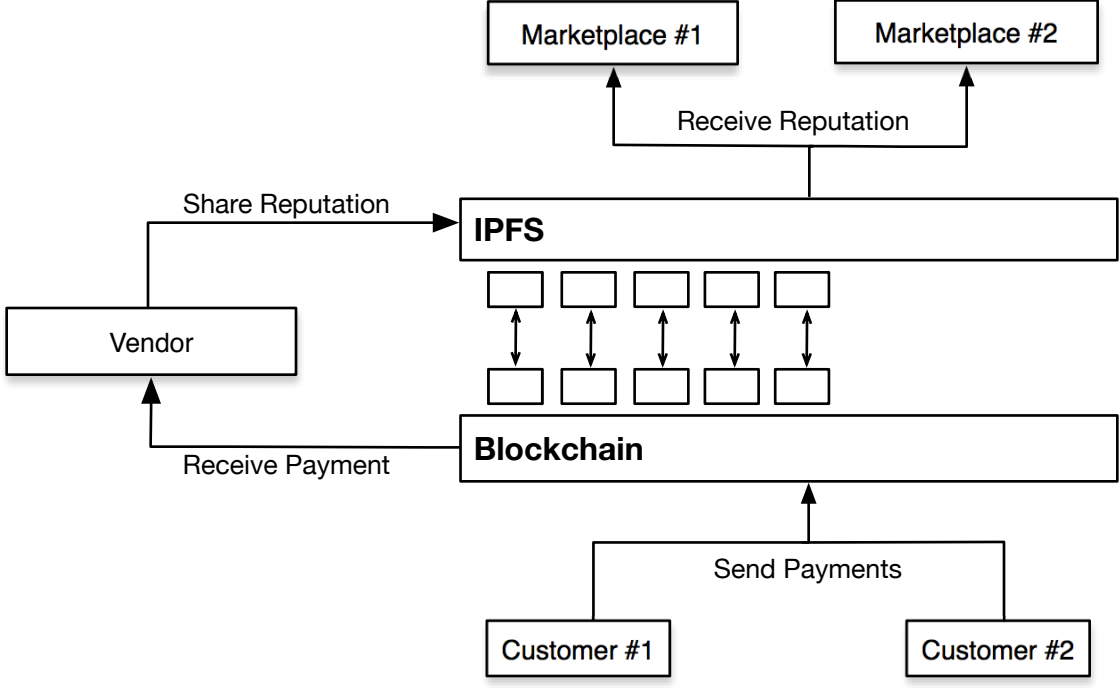 Marketplace #1
Marketplace #2
Receive Reputation
Share Reputation
IPFS
Vendor
Blockchain
Receive Payment
Send Payments
Customer #1
Customer #2